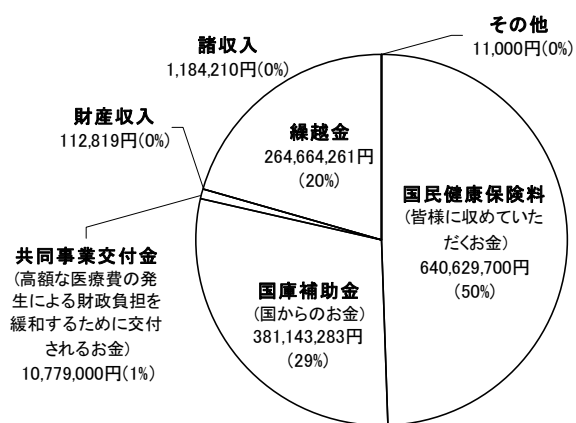 その他
11,000円(0%)
諸収入
1,184,210円(0%)
財産収入
112,819円(0%)
繰越金
264,664,261円
(20%)
国民健康保険料
(皆様に収めていた
だくお金)
640,629,700円
(50%)
共同事業交付金
(高額な医療費の発
生による財政負担を
緩和するために交付
されるお金)
10,779,000円(1%)
国庫補助金
(国からのお金)
381,143,283円
(29%)